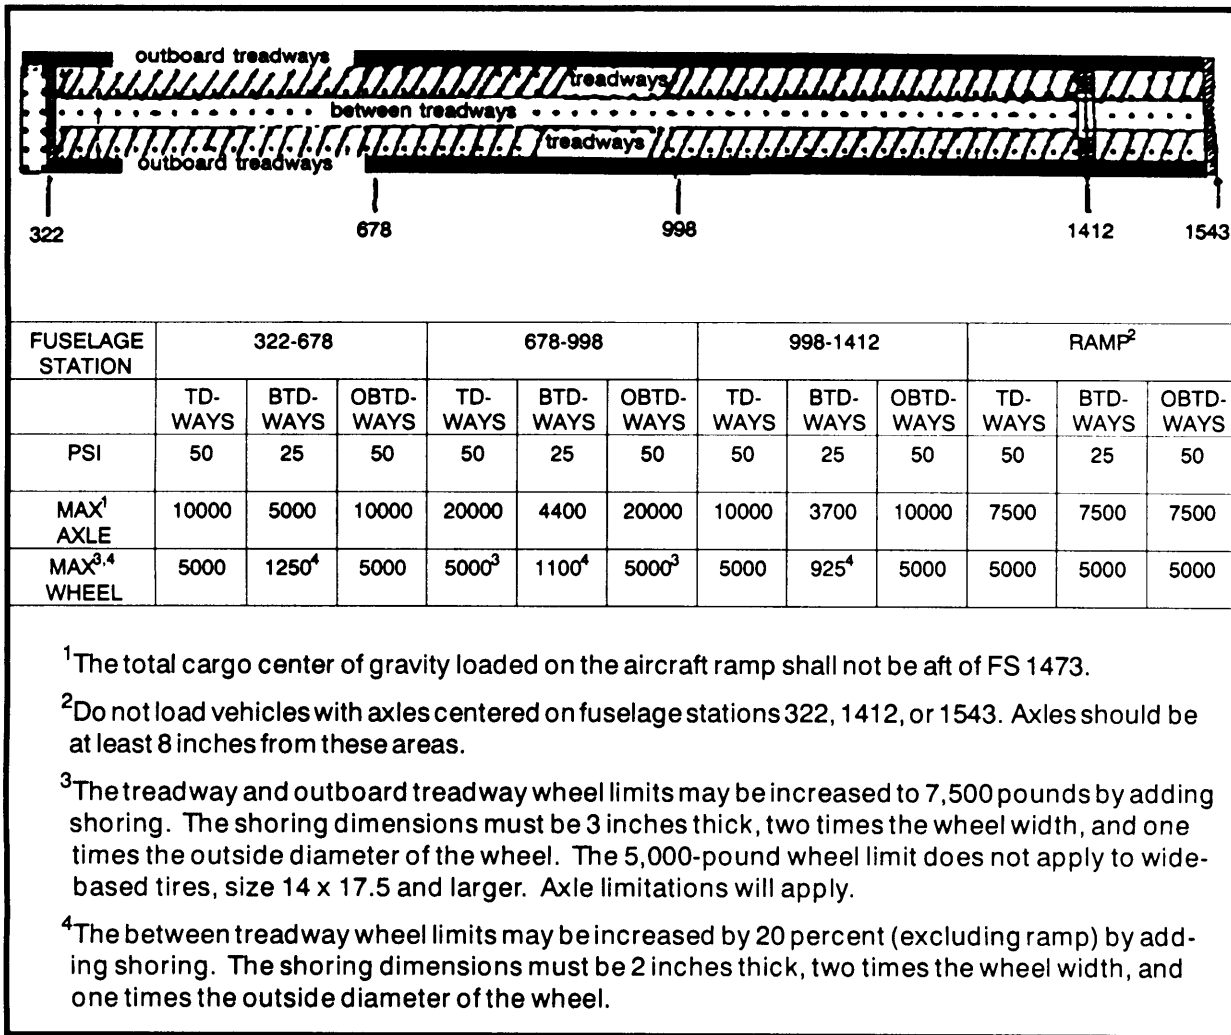 outboard treadways
treadways
between treadways
treadways
outboard treadways
322 678 998 1412 1543
FUSELAGE STATION 322-678 678-998 998-1412 RAMP²
TD-WAYS BTD-WAYS OBTD-WAYS TD-WAYS BTD-WAYS OBTD-WAYS TD-WAYS BTD-WAYS OBTD-WAYS TD-WAYS BTD-WAYS OBTD-WAYS
PSI 50 25 50 50 25 50 50 25 50 50 25 50
MAX¹ AXLE 10000 5000 10000 20000 4400 20000 10000 3700 10000 7500 7500 7500
MAX³,⁴ WHEEL 5000 1250⁴ 5000 5000³ 1100⁴ 5000³ 5000 925⁴ 5000 5000 5000 5000
¹The total cargo center of gravity loaded on the aircraft ramp shall not be aft of FS 1473.
²Do not load vehicles with axles centered on fuselage stations 322, 1412, or 1543. Axles should be
at least 8 inches from these areas.
³The treadway and outboard treadway wheel limits may be increased to 7,500 pounds by adding
shoring. The shoring dimensions must be 3 inches thick, two times the wheel width, and one
times the outside diameter of the wheel. The 5,000-pound wheel limit does not apply to wide-
based tires, size 14 x 17.5 and larger. Axle limitations will apply.
⁴The between treadway wheel limits may be increased by 20 percent (excluding ramp) by add-
ing shoring. The shoring dimensions must be 2 inches thick, two times the wheel width, and
one times the outside diameter of the wheel.